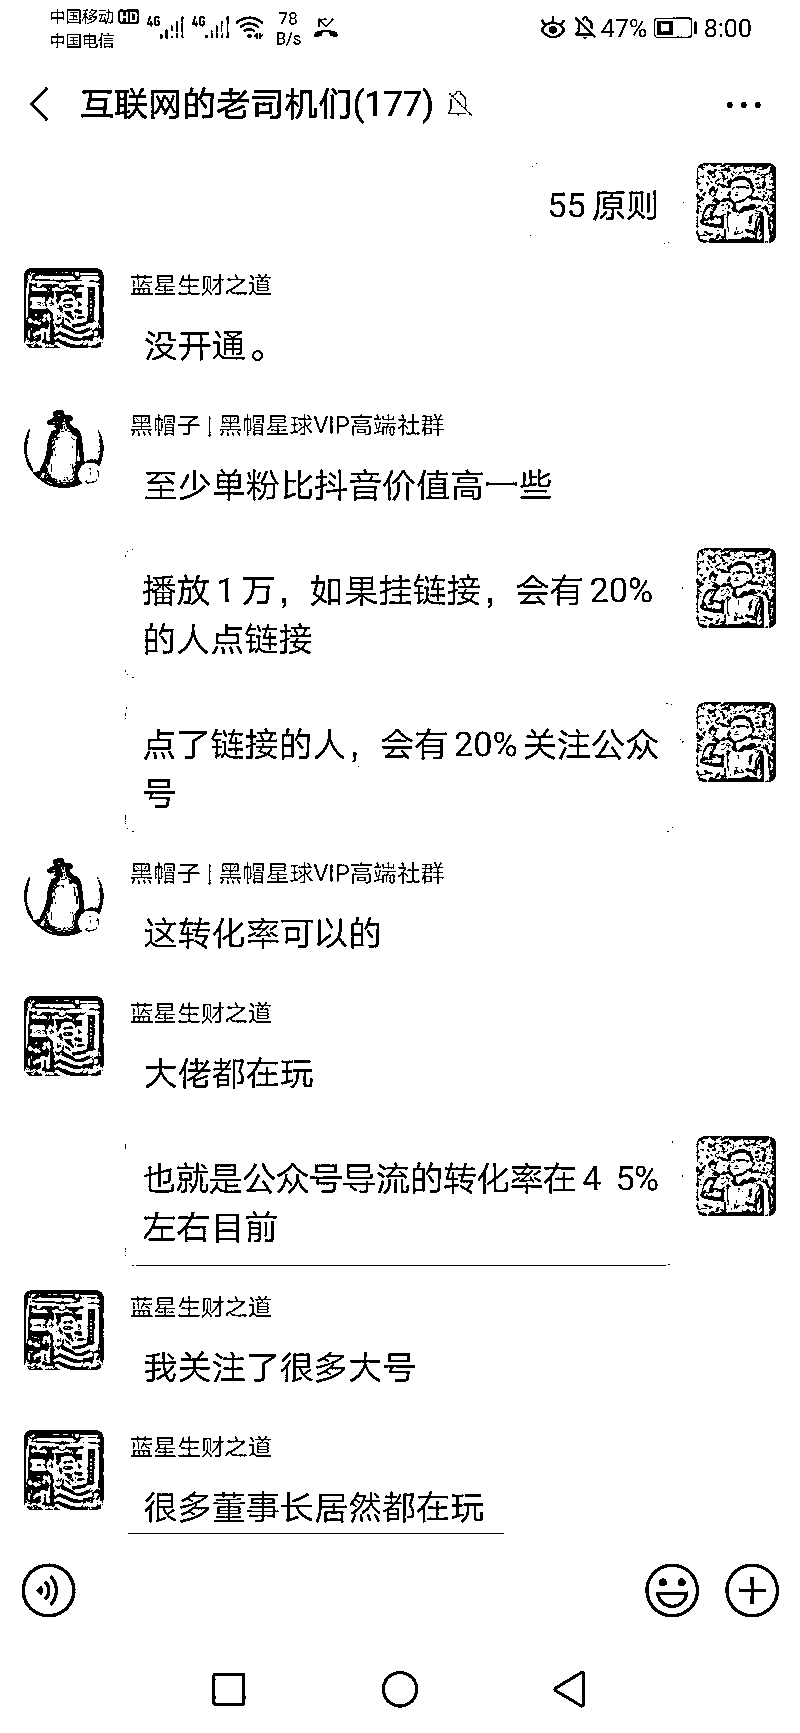 中国移动 HD 4G 4G 78 B/s 47% 8:00
中国电信
互联网的老司机们(177)
55原则
蓝星生财之道
没开通。
黑帽子 | 黑帽星球VIP高端社群
至少单粉比抖音价值高一些
播放1万，如果挂链接，会有20%
的人点链接
点了链接的人，会有20%关注公众
号
黑帽子 | 黑帽星球VIP高端社群
这转化率可以的
蓝星生财之道
大佬都在玩
也就是公众号导流的转化率在4 5%
左右目前
蓝星生财之道
我关注了很多大号
蓝星生财之道
很多董事长居然都在玩